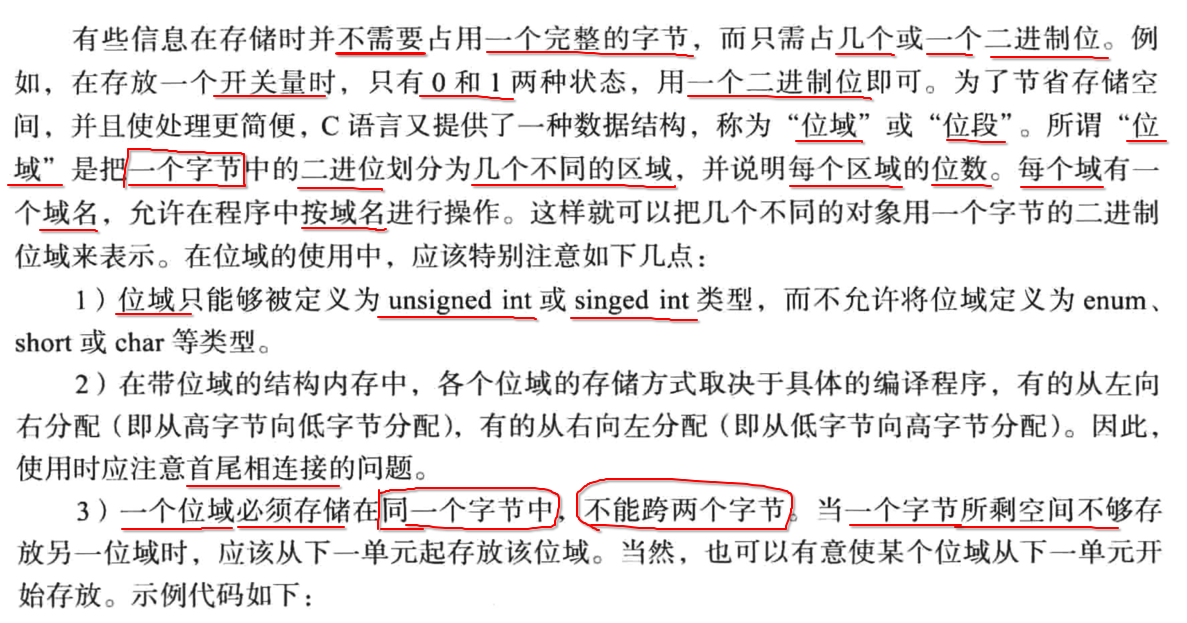 有些信息在存储时并不需要占用一个完整的字节，而只需占几个或一个二进制位。例
如，在存放一个开关量时，只有 0 和 1 两种状态，用一个二进制位即可。为了节省存储空
间，并且使处理更简便，C 语言又提供了一种数据结构，称为“位域”或“位段”。所谓“位
域”是把一个字节中的二进位划分为几个不同的区域，并说明每个区域的位数。每个域有一
个域名，允许在程序中按域名进行操作。这样就可以把几个不同的对象用一个字节的二进制
位域来表示。在位域的使用中，应该特别注意如下几点：
1）位域只能够被定义为 unsigned int 或 singed int 类型，而不允许将位域定义为 enum、
short 或 char 等类型。
2）在带位域的结构内存中，各个位域的存储方式取决于具体的编译程序，有的从左向
右分配（即从高字节向低字节分配），有的从右向左分配（即从低字节向高字节分配）。因此，
使用时应注意首尾相连接的问题。
3）一个位域必须存储在同一个字节中，不能跨两个字节。当一个字节所剩空间不够存
放另一位域时，应该从下一单元起存放该位域。当然，也可以有意使某个位域从下一单元开
始存放。示例代码如下：